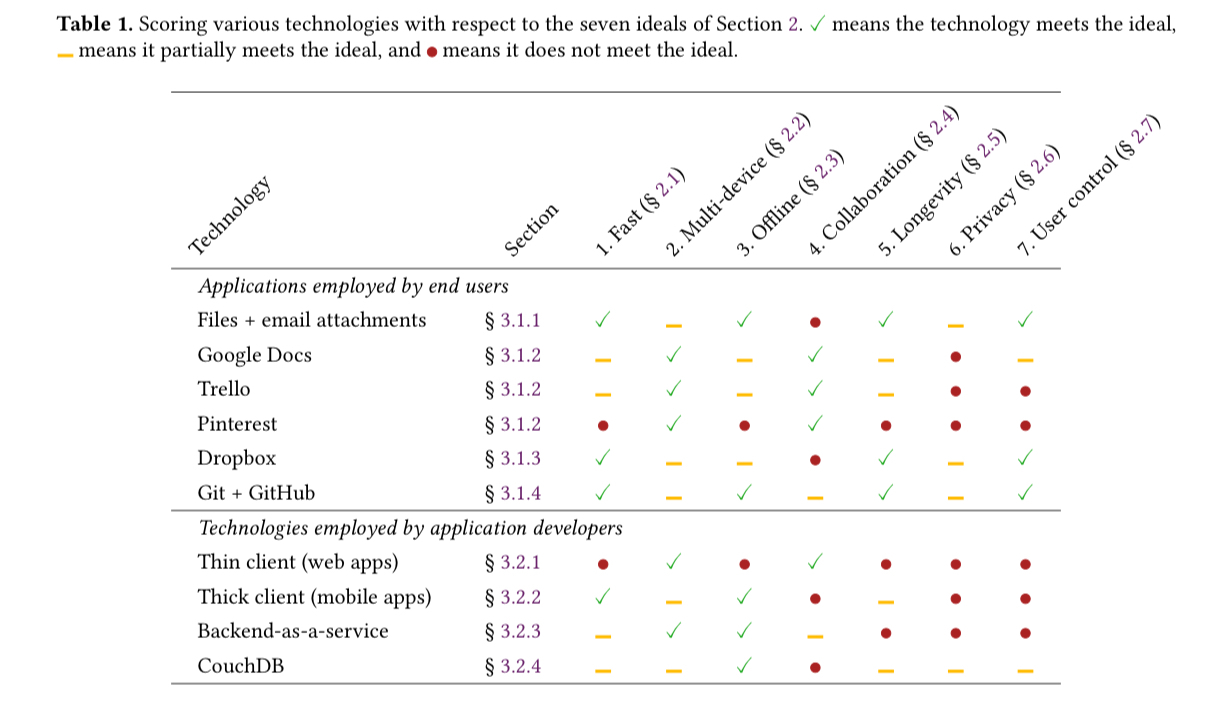 Table 1. Scoring various technologies with respect to the seven ideals of Section 2. ✓ means the technology meets the ideal,
– means it partially meets the ideal, and ● means it does not meet the ideal.
Technology Section 1. Fast (§ 2.1) 2. Multi-device (§ 2.2) 3. Offline (§ 2.3) 4. Collaboration (§ 2.4) 5. Longevity (§ 2.5) 6. Privacy (§ 2.6) 7. User control (§ 2.7)
Applications employed by end users
Files + email attachments § 3.1.1 ✓ – ✓ ● ✓ – ✓
Google Docs § 3.1.2 – ✓ – ✓ – ● –
Trello § 3.1.2 – ✓ – ✓ – ● ●
Pinterest § 3.1.2 ● ✓ ● ✓ ● ● ●
Dropbox § 3.1.3 ✓ – – ● ✓ – ✓
Git + GitHub § 3.1.4 ✓ – ✓ – ✓ – ✓
Technologies employed by application developers
Thin client (web apps) § 3.2.1 ● ✓ ● ✓ ● ● ●
Thick client (mobile apps) § 3.2.2 ✓ – ✓ ● – ● ●
Backend-as-a-service § 3.2.3 – ✓ ✓ – ● ● ●
CouchDB § 3.2.4 – – ✓ ● – – –